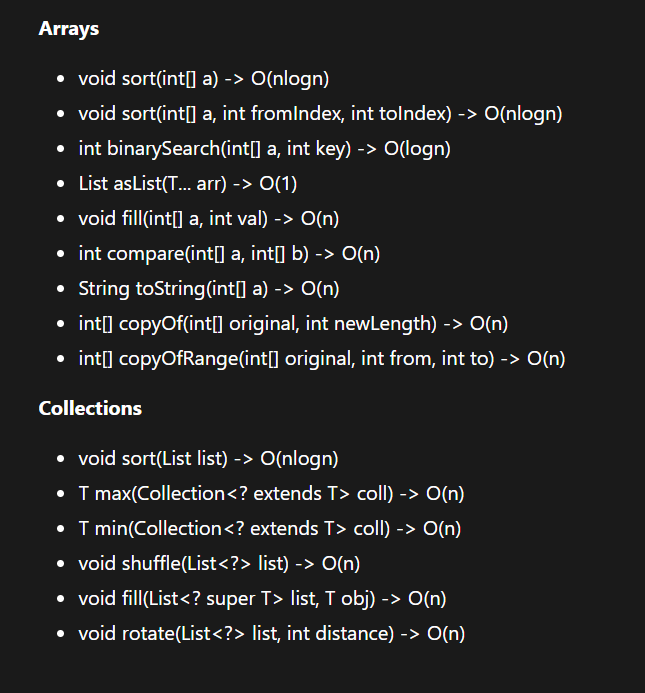 Arrays
• void sort(int[] a) -> O(nlogn)
• void sort(int[] a, int fromIndex, int toIndex) -> O(nlogn)
• int binarySearch(int[] a, int key) -> O(logn)
• List asList(T... arr) -> O(1)
• void fill(int[] a, int val) -> O(n)
• int compare(int[] a, int[] b) -> O(n)
• String toString(int[] a) -> O(n)
• int[] copyOf(int[] original, int newLength) -> O(n)
• int[] copyOfRange(int[] original, int from, int to) -> O(n)
Collections
• void sort(List list) -> O(nlogn)
• T max(Collection<? extends T> coll) -> O(n)
• T min(Collection<? extends T> coll) -> O(n)
• void shuffle(List<?> list) -> O(n)
• void fill(List<? super T> list, T obj) -> O(n)
• void rotate(List<?> list, int distance) -> O(n)